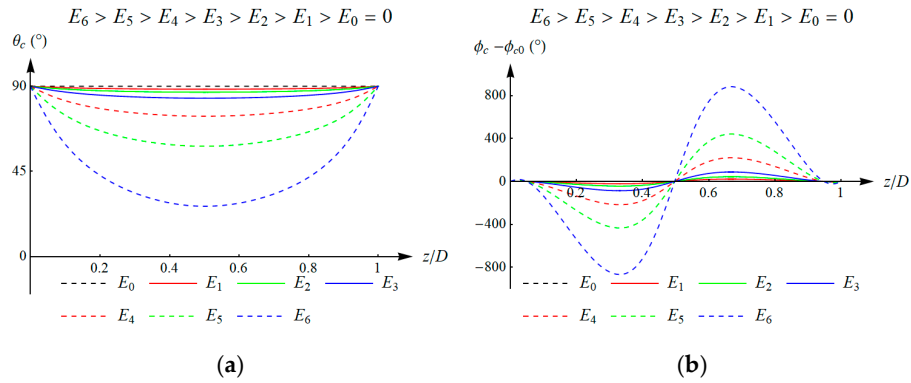 E₆ > E₅ > E₄ > E₃ > E₂ > E₁ > E₀ = 0
θc (°)
90
45
0
0.2 0.4 0.6 0.8 1
z/D
E₀ E₁ E₂ E₃
E₄ E₅ E₆
(a)
E₆ > E₅ > E₄ > E₃ > E₂ > E₁ > E₀ = 0
ϕc −ϕc0 (°)
800
400
0
−400
−800
0.2 0.4 0.6 0.8 1
z/D
E₀ E₁ E₂ E₃
E₄ E₅ E₆
(b)